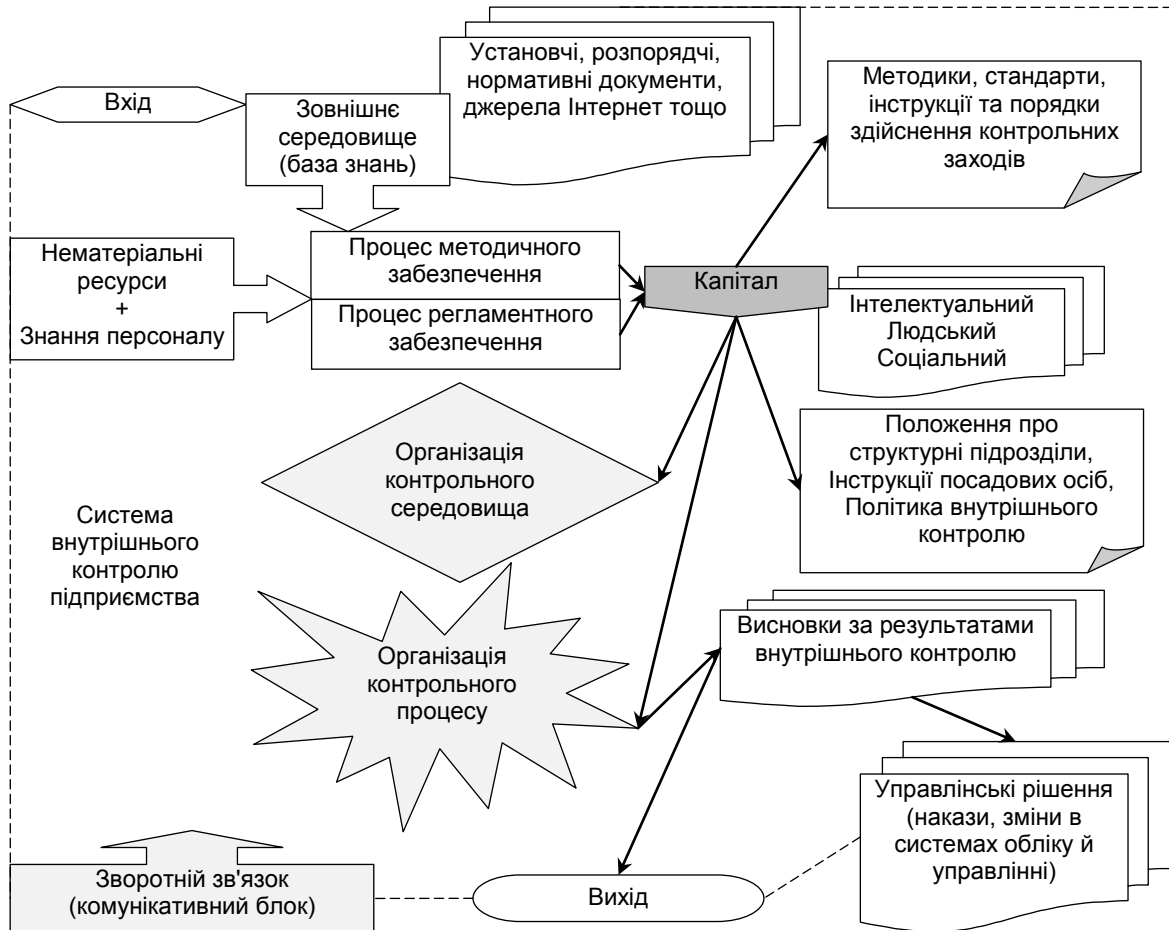 Вхід
Зовнішнє
середовище
(база знань)
Установчі, розпорядчі,
нормативні документи,
джерела Інтернет тощо
Методики, стандарти,
інструкції та порядки
здійснення контрольних
заходів
Нематеріальні
ресурси
+
Знання персоналу
Процес методичного
забезпечення
Процес регламентного
забезпечення
Капітал
Інтелектуальний
Людський
Соціальний
Організація
контрольного
середовища
Положення про
структурні підрозділи,
Інструкції посадових осіб,
Політика внутрішнього
контролю
Система
внутрішнього
контролю
підприємства
Організація
контрольного
процесу
Висновки за результатами
внутрішнього контролю
Управлінські рішення
(накази, зміни в
системах обліку й
управлінні)
Зворотній зв'язок
(комунікативний блок)
Вихід